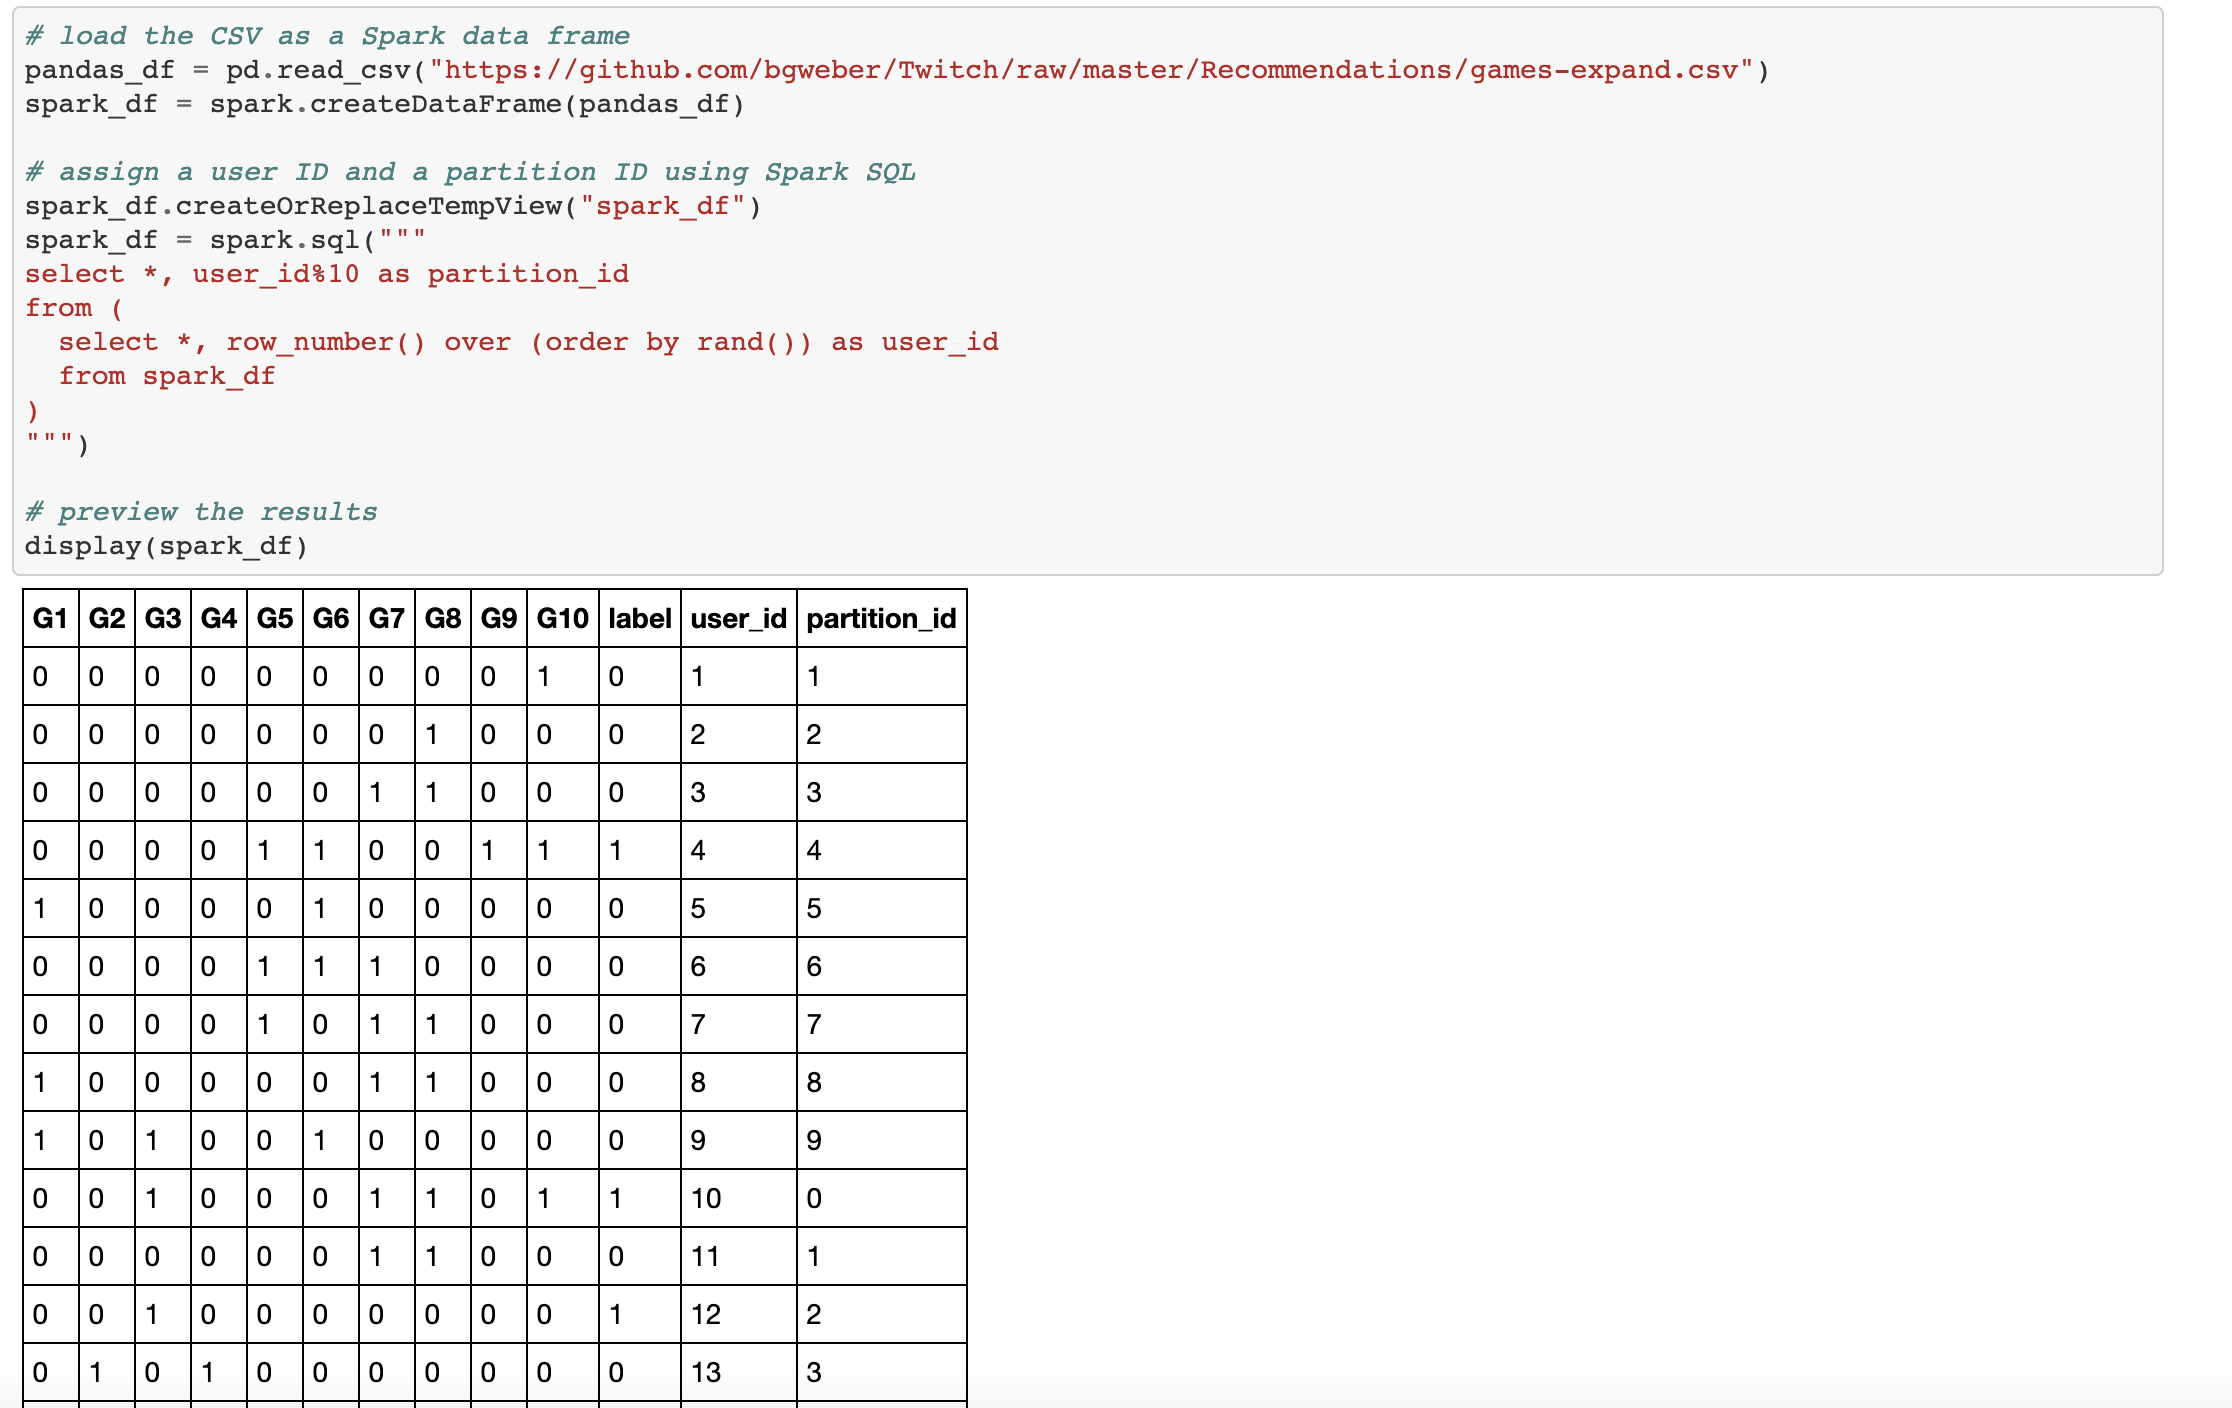 # load the CSV as a Spark data frame
pandas_df = pd.read_csv("https://github.com/bgweber/Twitch/raw/master/Recommendations/games-expand.csv")
spark_df = spark.createDataFrame(pandas_df)
# assign a user ID and a partition ID using Spark SQL
spark_df.createOrReplaceTempView("spark_df")
spark_df = spark.sql("""
select *, user_id%10 as partition_id
from (
  select *, row_number() over (order by rand()) as user_id
  from spark_df
)
""")
# preview the results
display(spark_df)
G1 G2 G3 G4 G5 G6 G7 G8 G9 G10 label user_id partition_id
0 0 0 0 0 0 0 0 0 1 0 1 1
0 0 0 0 0 0 0 1 0 0 0 2 2
0 0 0 0 0 0 1 1 0 0 0 3 3
0 0 0 0 1 1 0 0 1 1 1 4 4
1 0 0 0 0 1 0 0 0 0 0 5 5
0 0 0 0 1 1 1 0 0 0 0 6 6
0 0 0 0 1 0 1 1 0 0 0 7 7
1 0 0 0 0 0 1 1 0 0 0 8 8
1 0 1 0 0 1 0 0 0 0 0 9 9
0 0 1 0 0 0 1 1 0 1 1 10 0
0 0 0 0 0 0 1 1 0 0 0 11 1
0 0 1 0 0 0 0 0 0 0 1 12 2
0 1 0 1 0 0 0 0 0 0 0 13 3